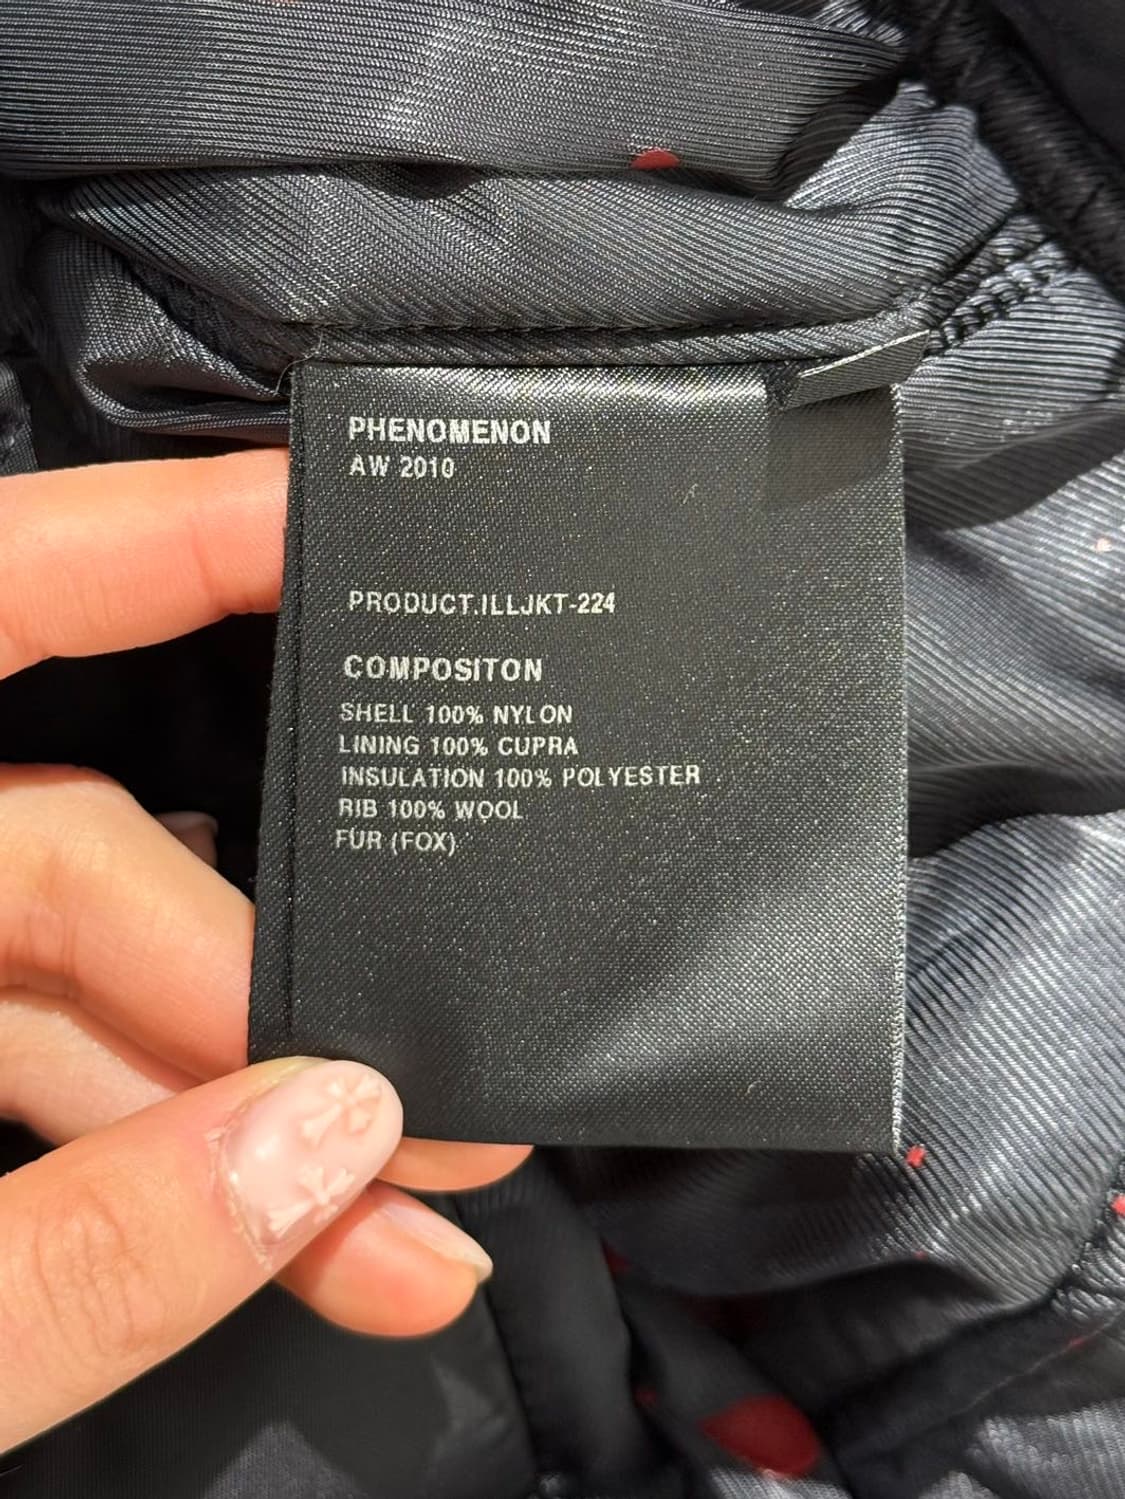 PHENOMENON
AW 2010
PRODUCT.ILLJKT-224
COMPOSITON
SHELL 100% NYLON
LINING 100% CUPRA
INSULATION 100% POLYESTER
RIB 100% WOOL
FUR (FOX)